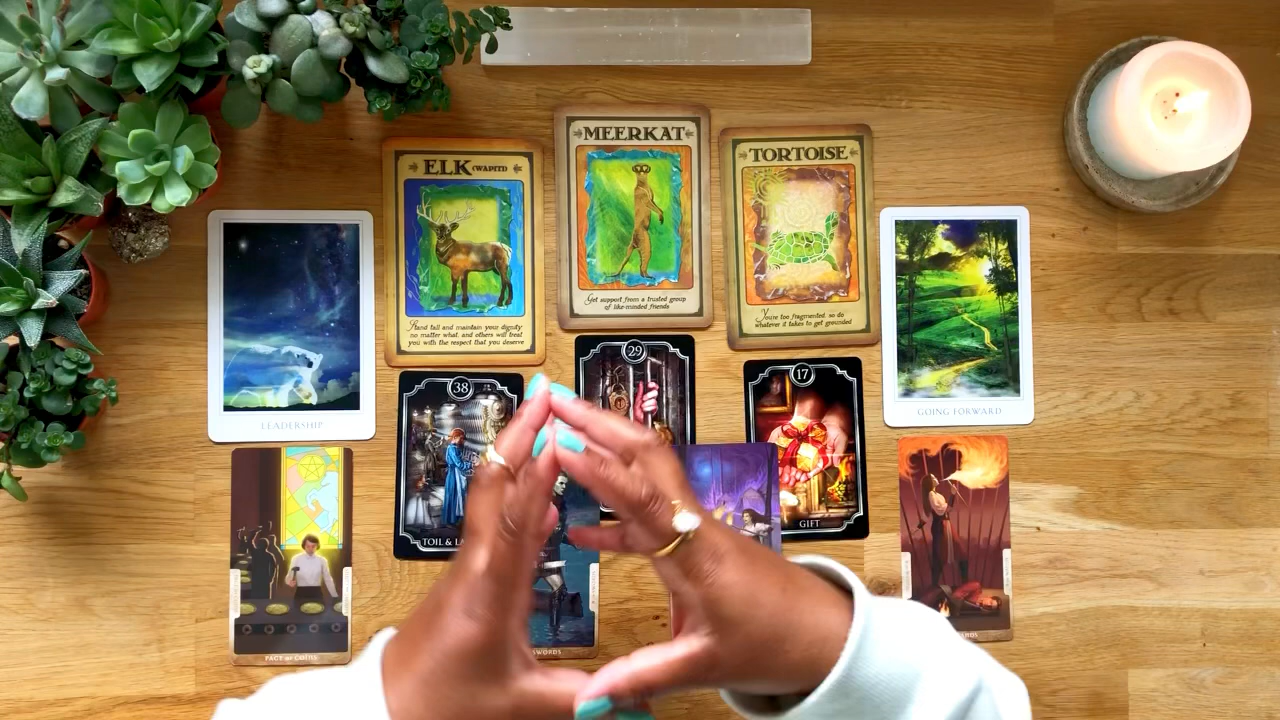 MEERKAT
ELK (WAPITI)
TORTOISE
Get support from a trusted group
of like-minded friends
Stand tall and maintain your dignity
no matter what, and others will treat
you with the respect that you deserve
You're too fragmented, so do
whatever it takes to get grounded
LEADERSHIP
GOING FORWARD
38
29
17
TOIL & LA
GIFT
PAGE OF COINS
SWORDS